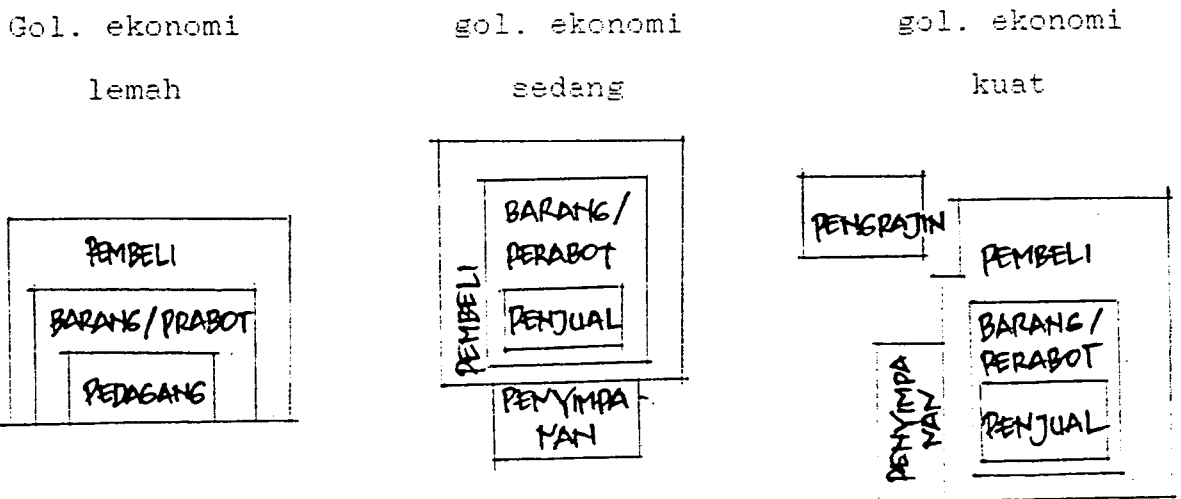 Gol. ekonomi
lemah
PEMBELI
BARANG/PRABOT
PEDAGANG
gol. ekonomi
sedang
PEMBELI
BARANG/
PERABOT
PENJUAL
PENYIMPA
NAN
gol. ekonomi
kuat
PENGRAJIN
PEMBELI
BARANG/
PERABOT
PENJUAL
PENYIMPA
NAN